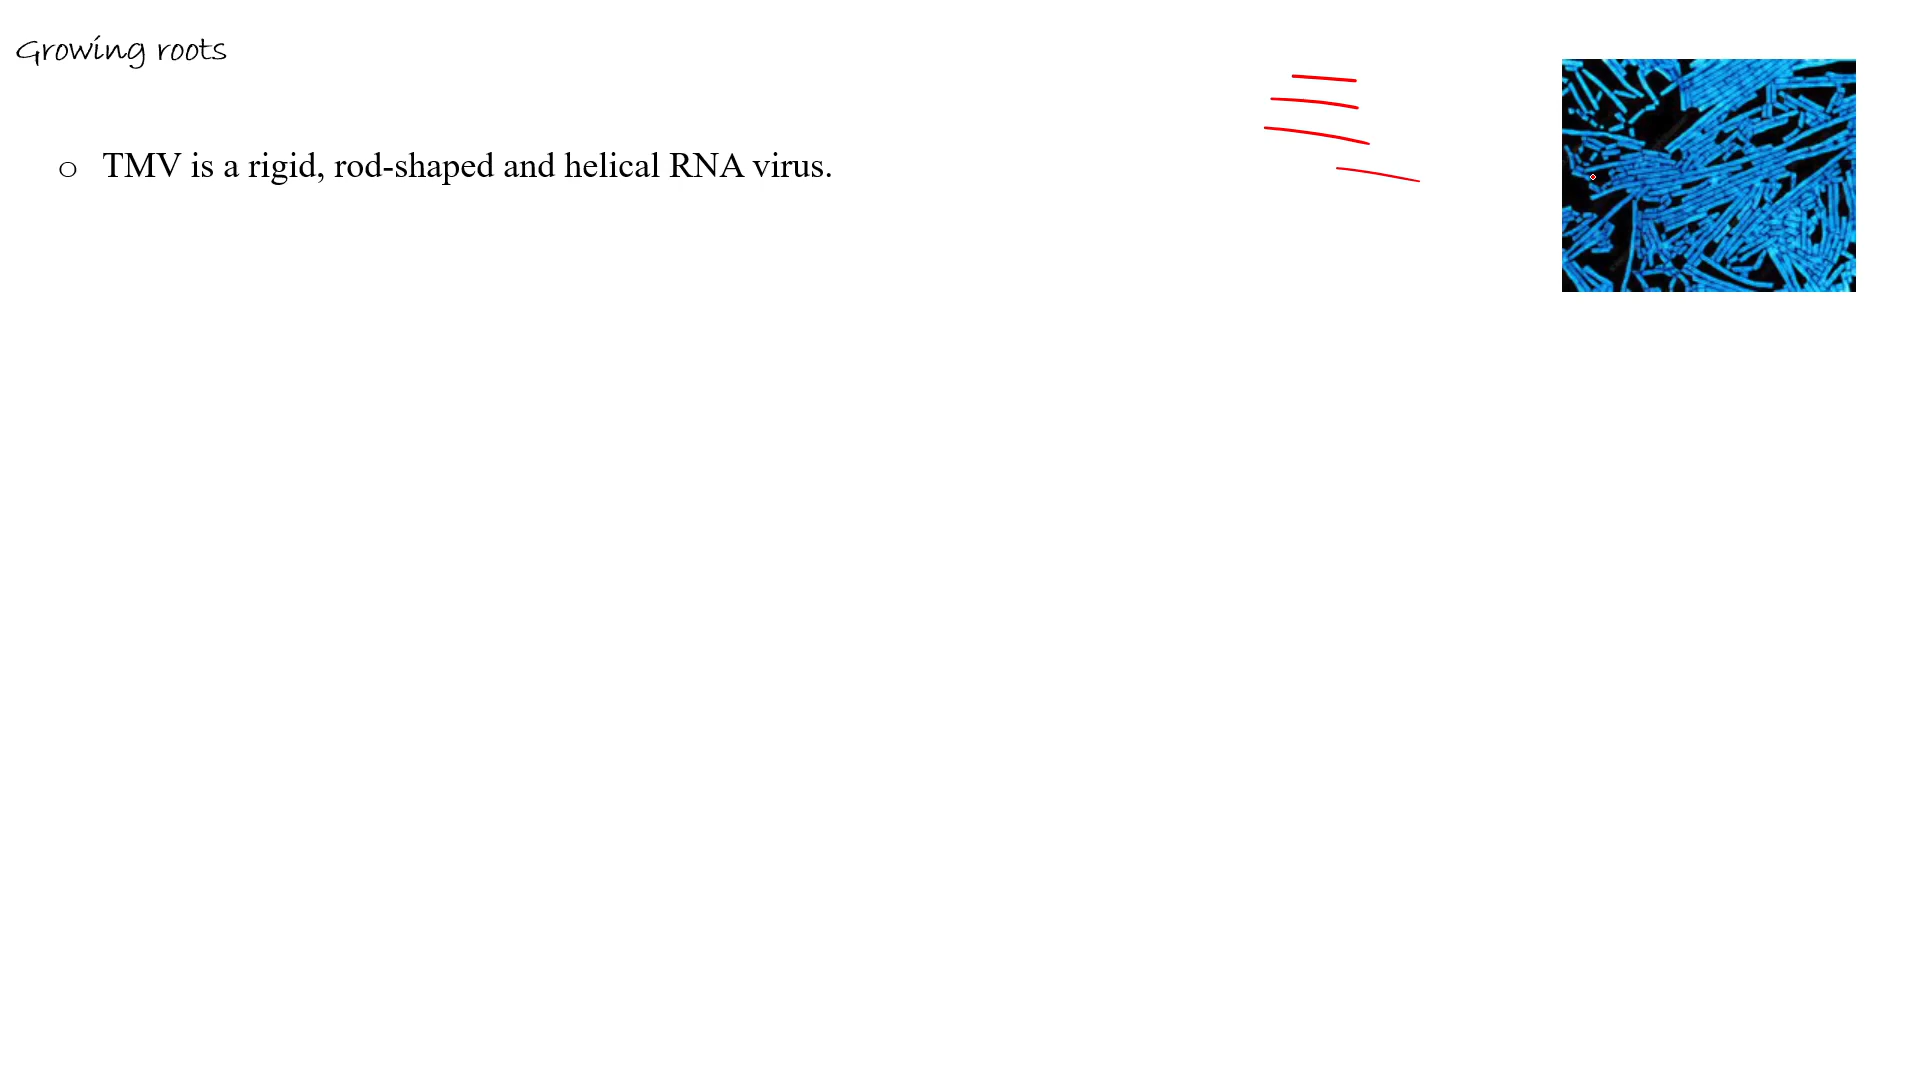 Growing roots
o TMV is a rigid, rod-shaped and helical RNA virus.